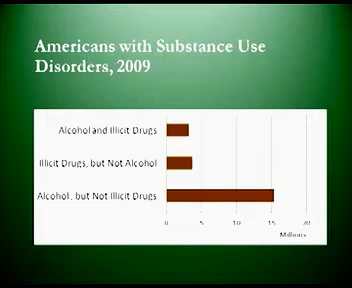 Americans with Substance Use
Disorders, 2009
Alcohol and Illicit Drugs
Illicit Drugs, but Not Alcohol
Alcohol, but Not Illicit Drugs
0 5 10 15 20
Millions